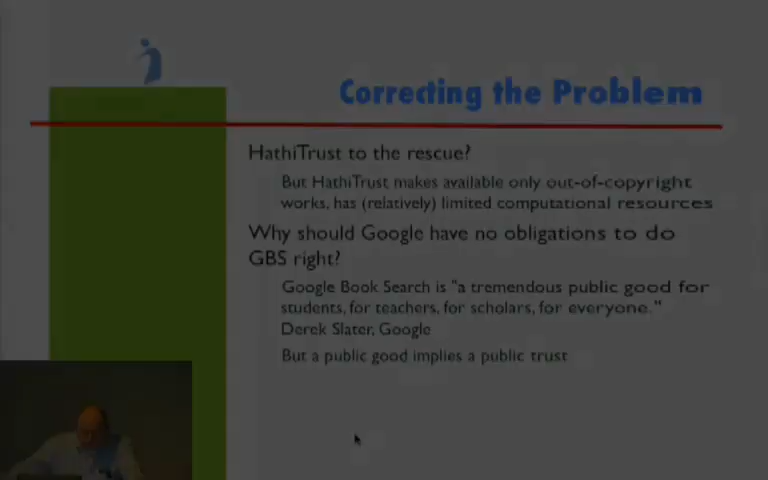 Correcting the Problem
HathiTrust to the rescue?
But HathiTrust makes available only out-of-copyright
works, has (relatively) limited computational resources
Why should Google have no obligations to do
GBS right?
Google Book Search is "a tremendous public good for
students, for teachers, for scholars, for everyone."
Derek Slater, Google
But a public good implies a public trust